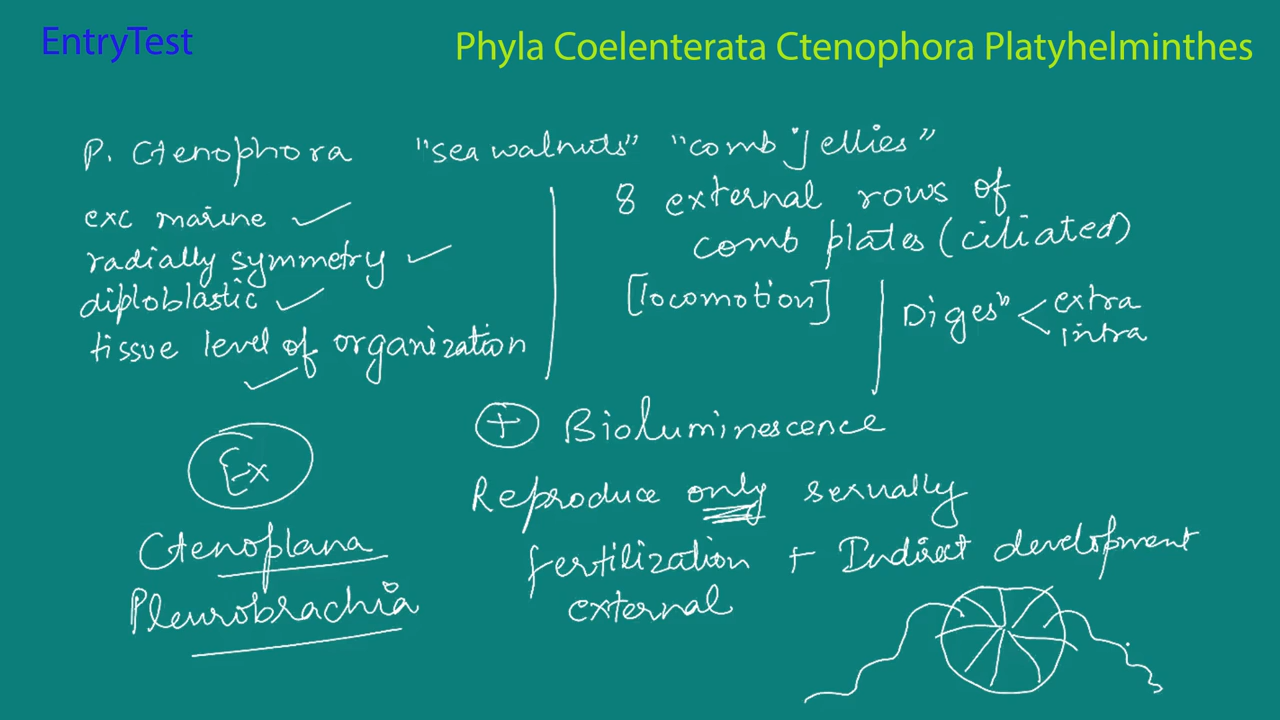 EntryTest
Phyla Coelenterata Ctenophora Platyhelminthes
P. Ctenophora "sea walnuts" "comb jellies"
exc marine
radially symmetry
diploblastic
tissue level of organization
8 external rows of
comb plates (ciliated)
[locomotion]
Diges" < extra
intra
+ Bioluminescence
Ex
Ctenoplana
Pleurobrachia
Reproduce only sexually
fertilization + Indirect development
external